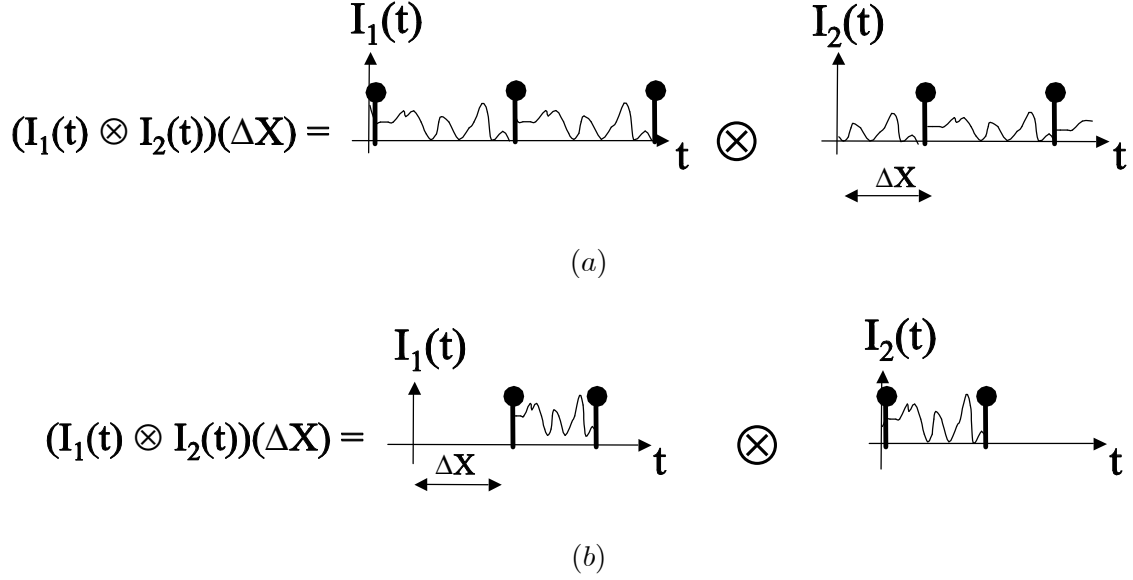 I₁(t) I₂(t)
(I₁(t) ⊗ I₂(t))(ΔX) = t ⊗ t
ΔX
(a)
I₁(t) I₂(t)
(I₁(t) ⊗ I₂(t))(ΔX) = t ⊗ t
ΔX
(b)